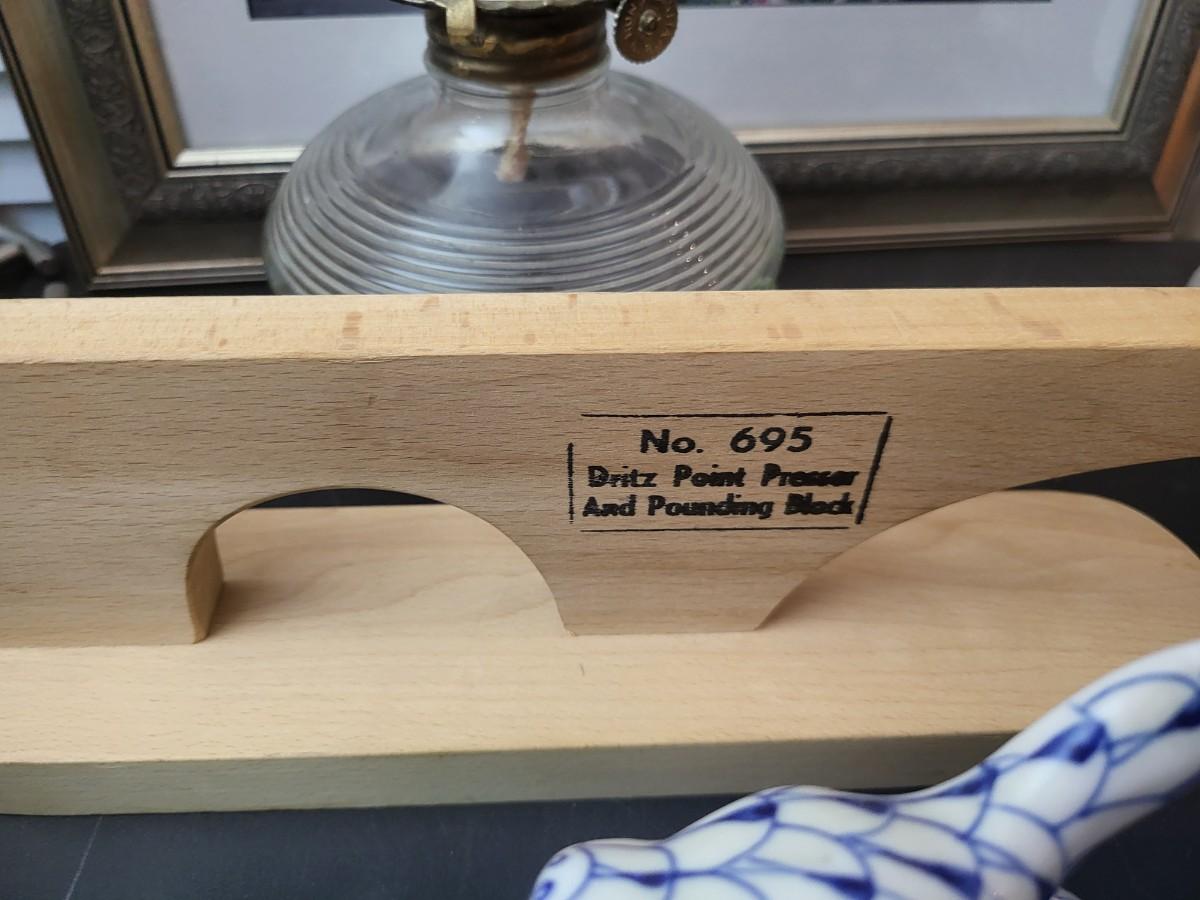 No. 695
Dritz Point Presser
And Pounding Block